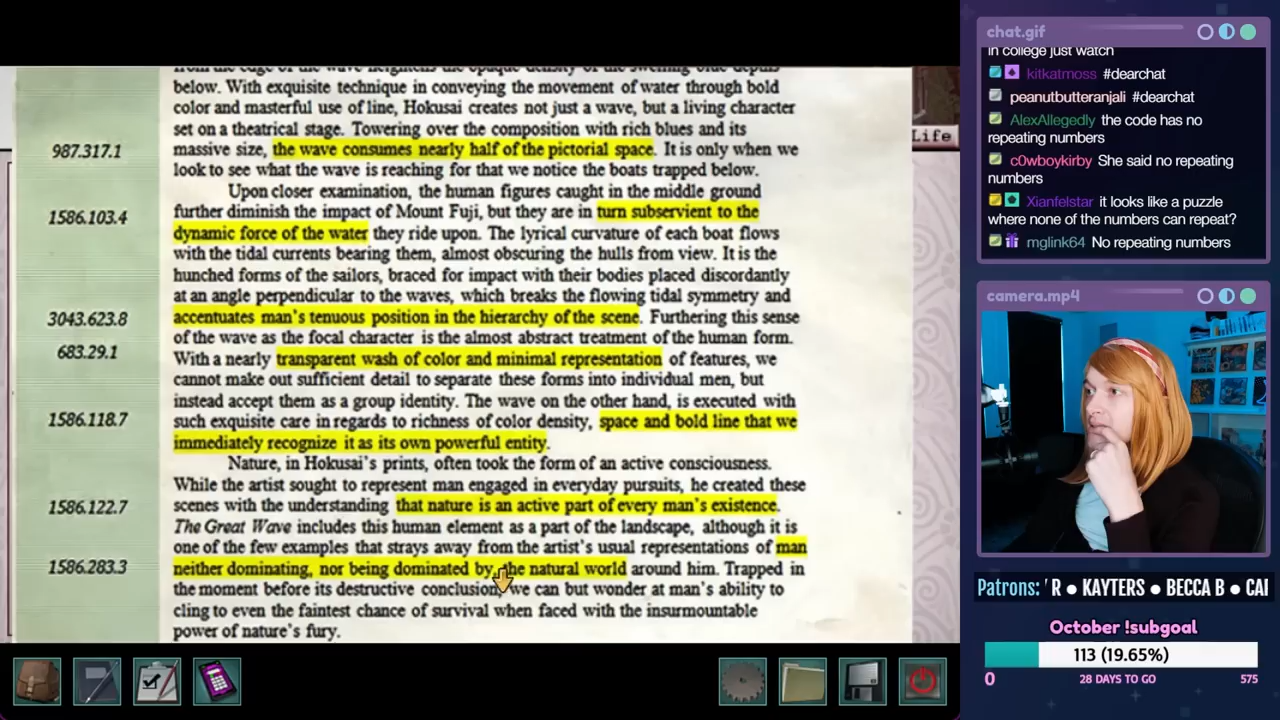 from the edge of the wave heightens the opaque density of the swelling blue depths
below. With exquisite technique in conveying the movement of water through bold
color and masterful use of line, Hokusai creates not just a wave, but a living character
set on a theatrical stage. Towering over the composition with rich blues and its
987.317.1
massive size, the wave consumes nearly half of the pictorial space. It is only when we
look to see what the wave is reaching for that we notice the boats trapped below.
Upon closer examination, the human figures caught in the middle ground
1586.103.4
further diminish the impact of Mount Fuji, but they are in turn subservient to the
dynamic force of the water they ride upon. The lyrical curvature of each boat flows
with the tidal currents bearing them, almost obscuring the hulls from view. It is the
hunched forms of the sailors, braced for impact with their bodies placed discordantly
at an angle perpendicular to the waves, which breaks the flowing tidal symmetry and
3043.623.8
accentuates man's tenuous position in the hierarchy of the scene. Furthering this sense
of the wave as the focal character is the almost abstract treatment of the human form.
683.29.1
With a nearly transparent wash of color and minimal representation of features, we
cannot make out sufficient detail to separate these forms into individual men, but
instead accept them as a group identity. The wave on the other hand, is executed with
1586.118.7
such exquisite care in regards to richness of color density, space and bold line that we
immediately recognize it as its own powerful entity.
Nature, in Hokusai's prints, often took the form of an active consciousness.
While the artist sought to represent man engaged in everyday pursuits, he created these
1586.122.7
scenes with the understanding that nature is an active part of every man's existence.
The Great Wave includes this human element as a part of the landscape, although it is
one of the few examples that strays away from the artist's usual representations of man
1586.283.3
neither dominating, nor being dominated by, the natural world around him. Trapped in
the moment before its destructive conclusion, we can but wonder at man's ability to
cling to even the faintest chance of survival when faced with the insurmountable
power of nature's fury.
Life
chat.gif
in college just watch
kitkatmoss #dearchat
peanutbutteranjali #dearchat
AlexAllegedly the code has no
repeating numbers
c0wboykirby She said no repeating
numbers
Xianfelstar it looks like a puzzle
where none of the numbers can repeat?
mglink64 No repeating numbers
camera.mp4
Patrons: R ● KAYTERS ● BECCA B ● CAI
October !subgoal
113 (19.65%)
0 28 DAYS TO GO 575